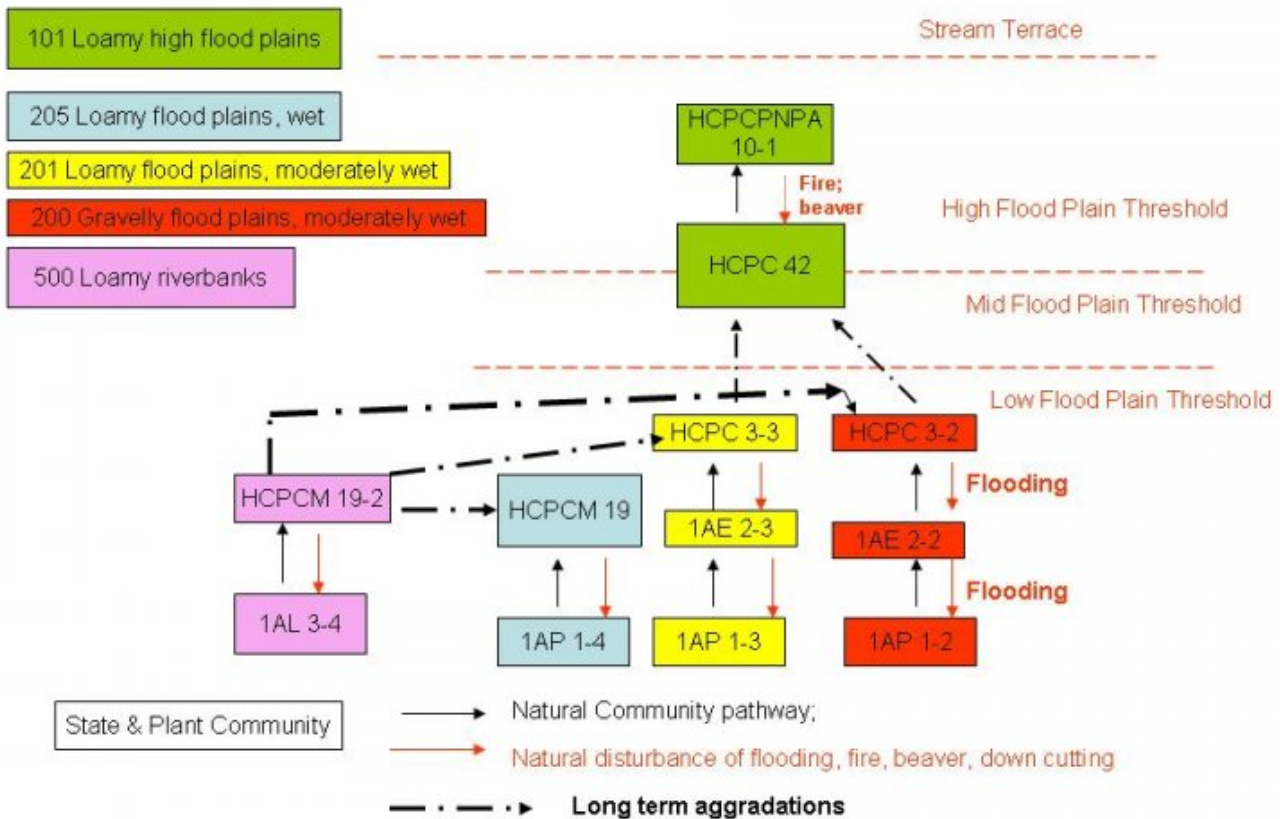 101 Loamy high flood plains
Stream Terrace
205 Loamy flood plains, wet
HCPCPNPA
10-1
201 Loamy flood plains, moderately wet
Fire;
beaver
200 Gravelly flood plains, moderately wet
High Flood Plain Threshold
500 Loamy riverbanks
HCPC 42
Mid Flood Plain Threshold
Low Flood Plain Threshold
HCPC 3-3
HCPC 3-2
HCPCM 19-2
HCPCM 19
Flooding
1AE 2-3
1AE 2-2
Flooding
1AL 3-4
1AP 1-4
1AP 1-3
1AP 1-2
State & Plant Community
Natural Community pathway;
Natural disturbance of flooding, fire, beaver, down cutting
Long term aggradations